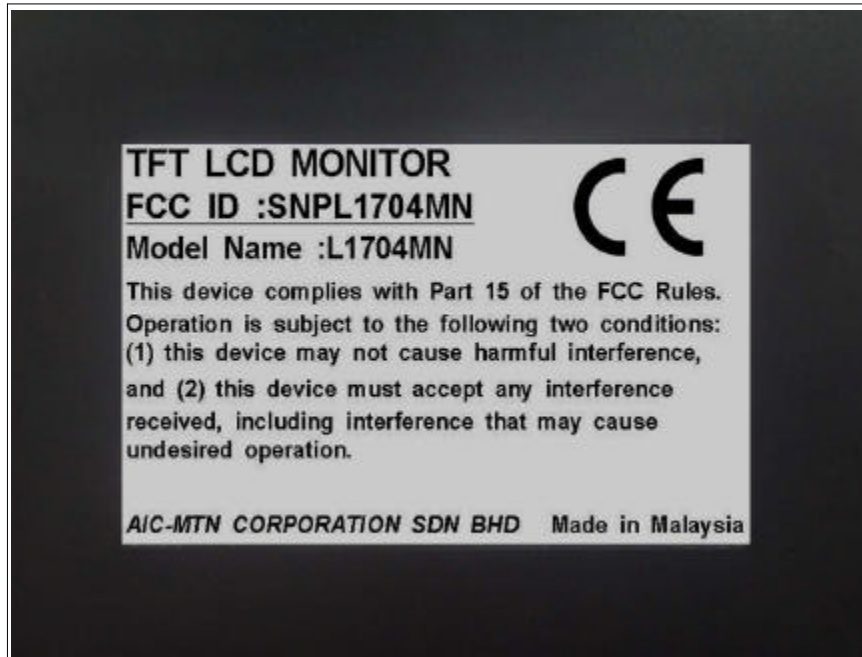 TFT LCD MONITOR
FCC ID :SNPL1704MN
Model Name :L1704MN
CE
This device complies with Part 15 of the FCC Rules.
Operation is subject to the following two conditions:
(1) this device may not cause harmful interference,
and (2) this device must accept any interference
received, including interference that may cause
undesired operation.
AIC-MTN CORPORATION SDN BHD Made in Malaysia